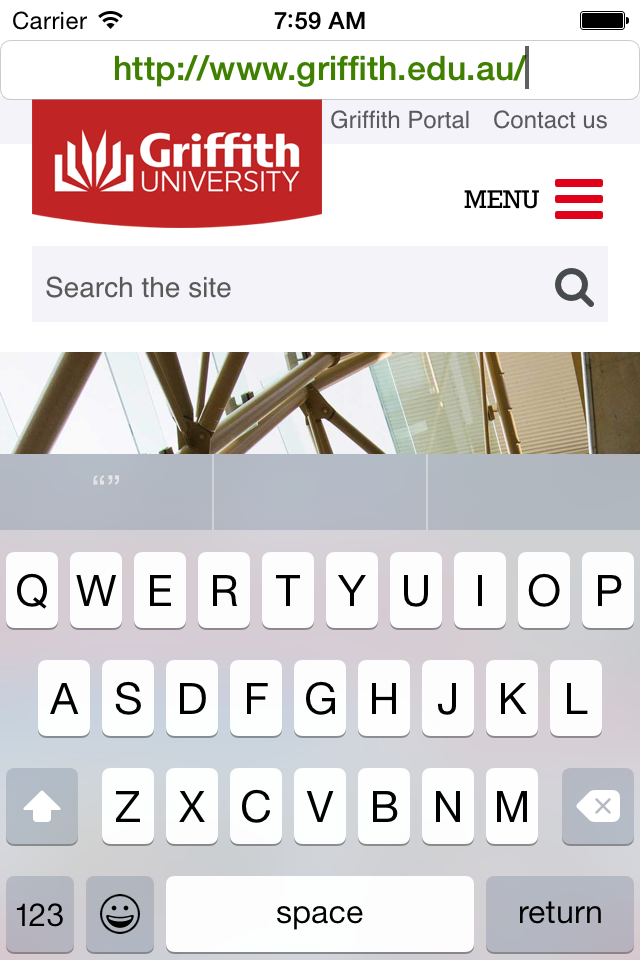 Carrier 7:59 AM
http://www.griffith.edu.au/
Griffith Portal Contact us
Griffith
UNIVERSITY
MENU
Search the site
“”
Q W E R T Y U I O P
A S D F G H J K L
Z X C V B N M
123 space return